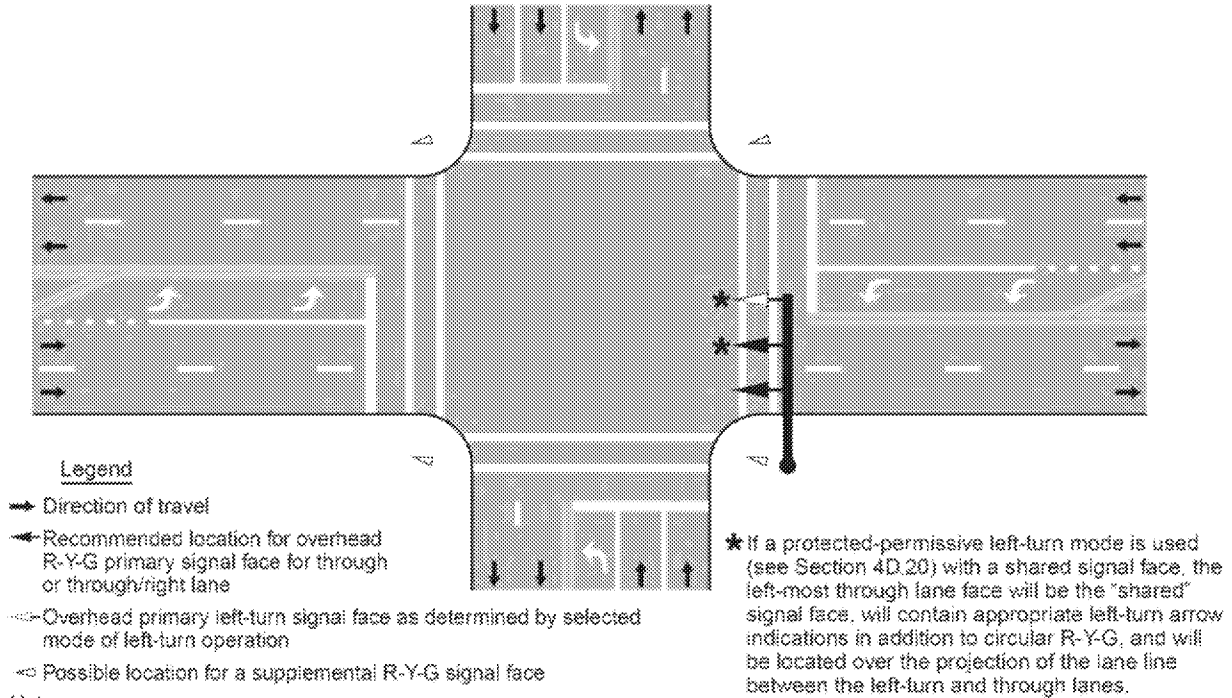 Legend
Direction of travel
Recommended location for overhead
R-Y-G primary signal face for through
or through/right lane
Overhead primary left-turn signal face as determined by selected
mode of left-turn operation
Possible location for a supplemental R-Y-G signal face
* If a protected-permissive left-turn mode is used
(see Section 4D.20) with a shared signal face, the
left-most through lane face will be the "shared"
signal face, will contain appropriate left-turn arrow
indications in addition to circular R-Y-G, and will
be located over the projection of the lane line
between the left-turn and through lanes.